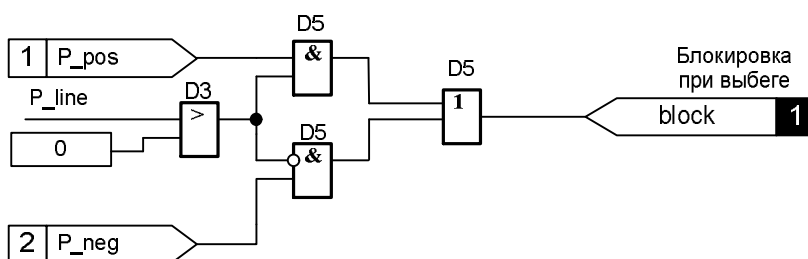 D5
&
1 P_pos
P_line
D3
>
0
D5
&
D5
1
Блокировка
при выбеге
block 1
2 P_neg